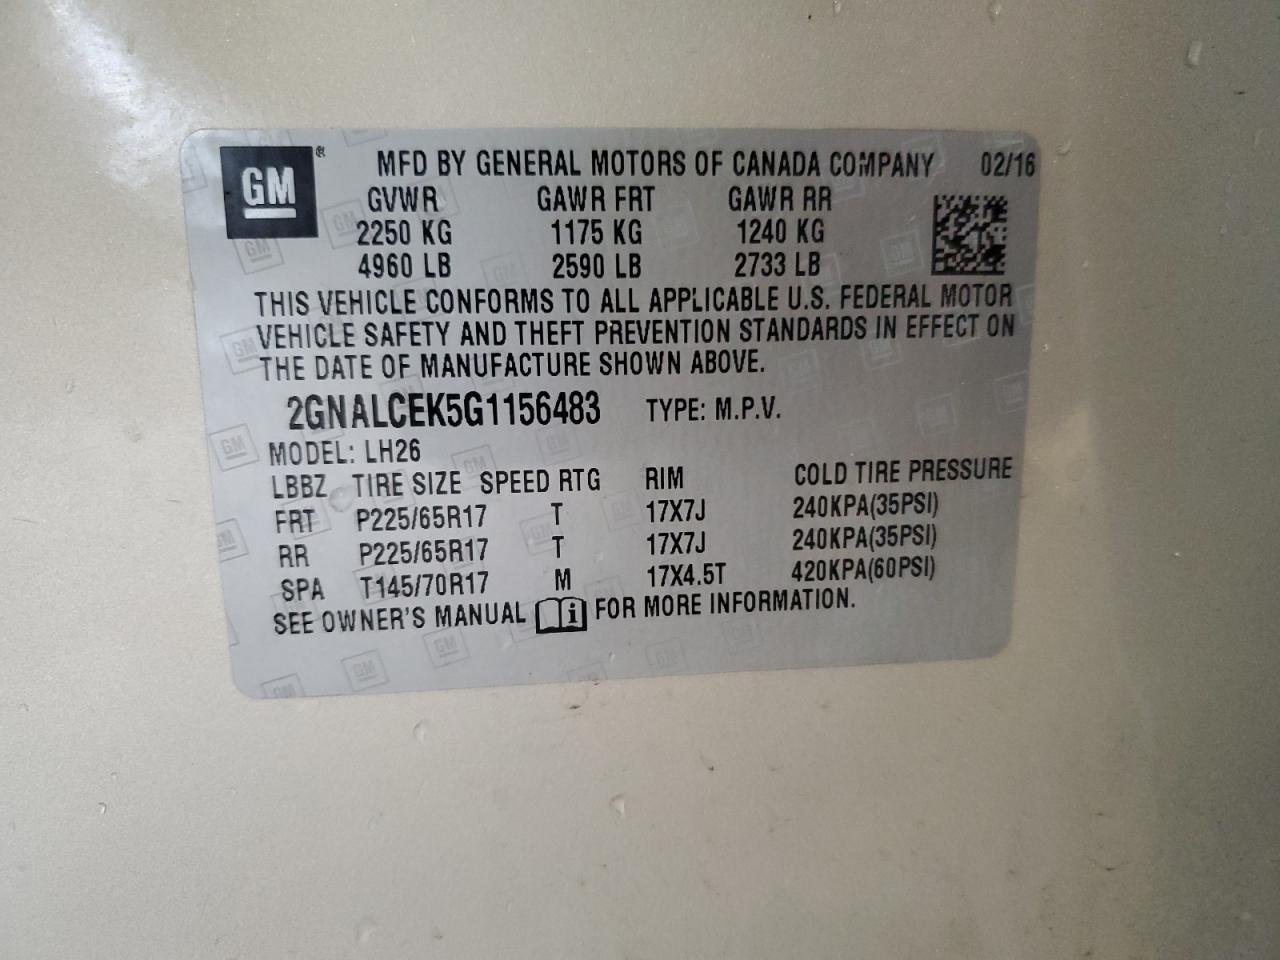 GM® MFD BY GENERAL MOTORS OF CANADA COMPANY 02/16
GVWR GAWR FRT GAWR RR
2250 KG 1175 KG 1240 KG
4960 LB 2590 LB 2733 LB
THIS VEHICLE CONFORMS TO ALL APPLICABLE U.S. FEDERAL MOTOR
VEHICLE SAFETY AND THEFT PREVENTION STANDARDS IN EFFECT ON
THE DATE OF MANUFACTURE SHOWN ABOVE.
2GNALCEK5G1156483 TYPE: M.P.V.
MODEL: LH26
LBBZ TIRE SIZE SPEED RTG RIM COLD TIRE PRESSURE
FRT P225/65R17 T 17X7J 240KPA(35PSI)
RR P225/65R17 T 17X7J 240KPA(35PSI)
SPA T145/70R17 M 17X4.5T 420KPA(60PSI)
SEE OWNER'S MANUAL i FOR MORE INFORMATION.